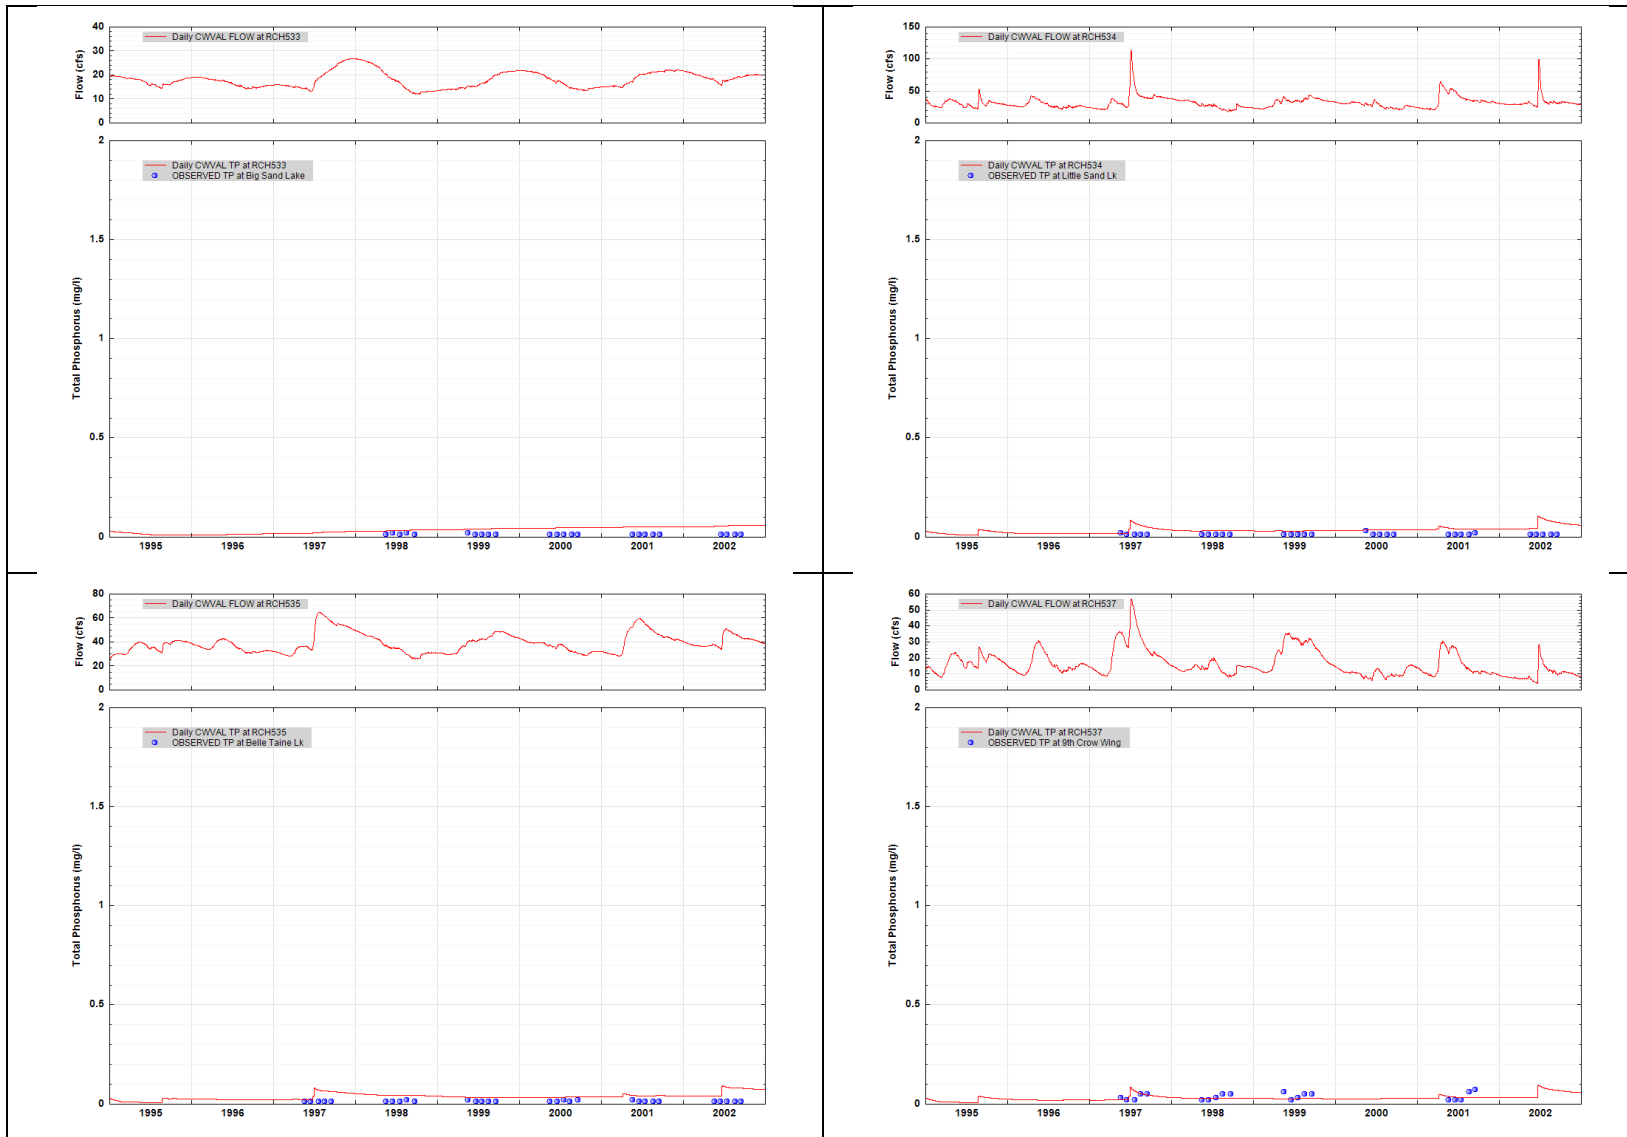 40
30
20
10
0
Flow (cfs)
Daily CWVAL FLOW at RCH533
2
1.5
1
0.5
0
Total Phosphorus (mg/l)
Daily CWVAL TP at RCH533
OBSERVED TP at Big Sand Lake
1995 1996 1997 1998 1999 2000 2001 2002
150
100
50
0
Flow (cfs)
Daily CWVAL FLOW at RCH534
2
1.5
1
0.5
0
Total Phosphorus (mg/l)
Daily CWVAL TP at RCH534
OBSERVED TP at Little Sand Lk
1995 1996 1997 1998 1999 2000 2001 2002
80
60
40
20
0
Flow (cfs)
Daily CWVAL FLOW at RCH535
2
1.5
1
0.5
0
Total Phosphorus (mg/l)
Daily CWVAL TP at RCH535
OBSERVED TP at Belle Taine Lk
1995 1996 1997 1998 1999 2000 2001 2002
60
50
40
30
20
10
0
Flow (cfs)
Daily CWVAL FLOW at RCH537
2
1.5
1
0.5
0
Total Phosphorus (mg/l)
Daily CWVAL TP at RCH537
OBSERVED TP at 9th Crow Wing
1995 1996 1997 1998 1999 2000 2001 2002